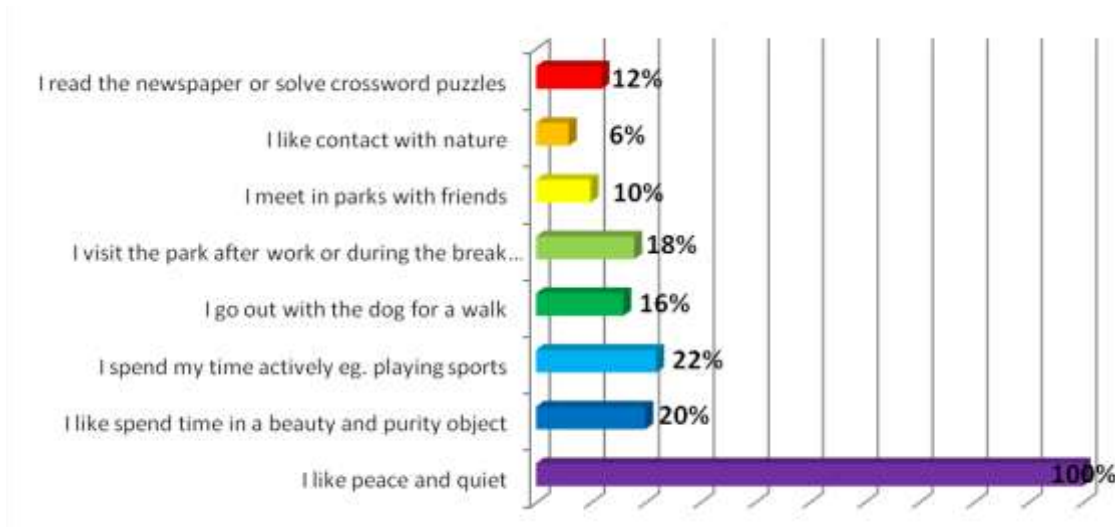 I read the newspaper or solve crossword puzzles 12%
I like contact with nature 6%
I meet in parks with friends 10%
I visit the park after work or during the break... 18%
I go out with the dog for a walk 16%
I spend my time actively eg. playing sports 22%
I like spend time in a beauty and purity object 20%
I like peace and quiet 100%